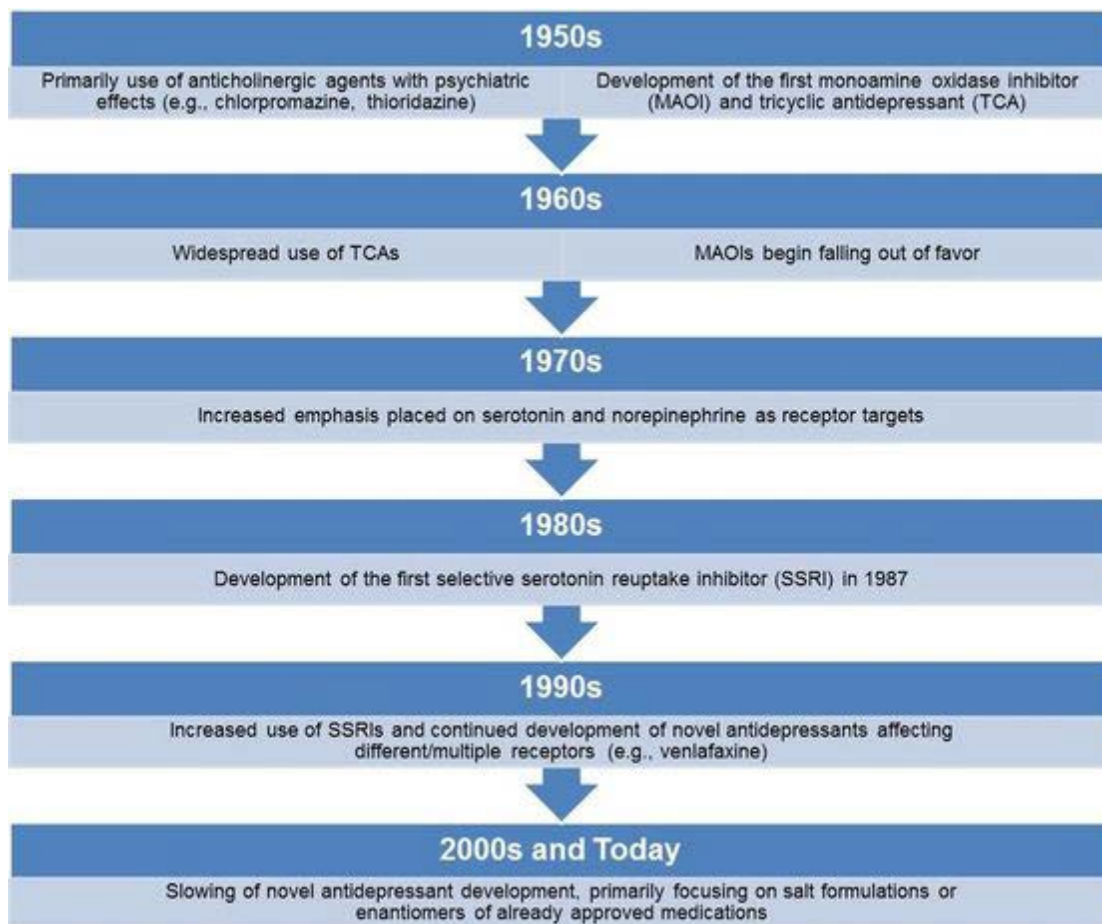 1950s
Primarily use of anticholinergic agents with psychiatric
effects (e.g., chlorpromazine, thioridazine)
Development of the first monoamine oxidase inhibitor
(MAOI) and tricyclic antidepressant (TCA)
1960s
Widespread use of TCAs
MAOIs begin falling out of favor
1970s
Increased emphasis placed on serotonin and norepinephrine as receptor targets
1980s
Development of the first selective serotonin reuptake inhibitor (SSRI) in 1987
1990s
Increased use of SSRIs and continued development of novel antidepressants affecting
different/multiple receptors (e.g., venlafaxine)
2000s and Today
Slowing of novel antidepressant development, primarily focusing on salt formulations or
enantiomers of already approved medications